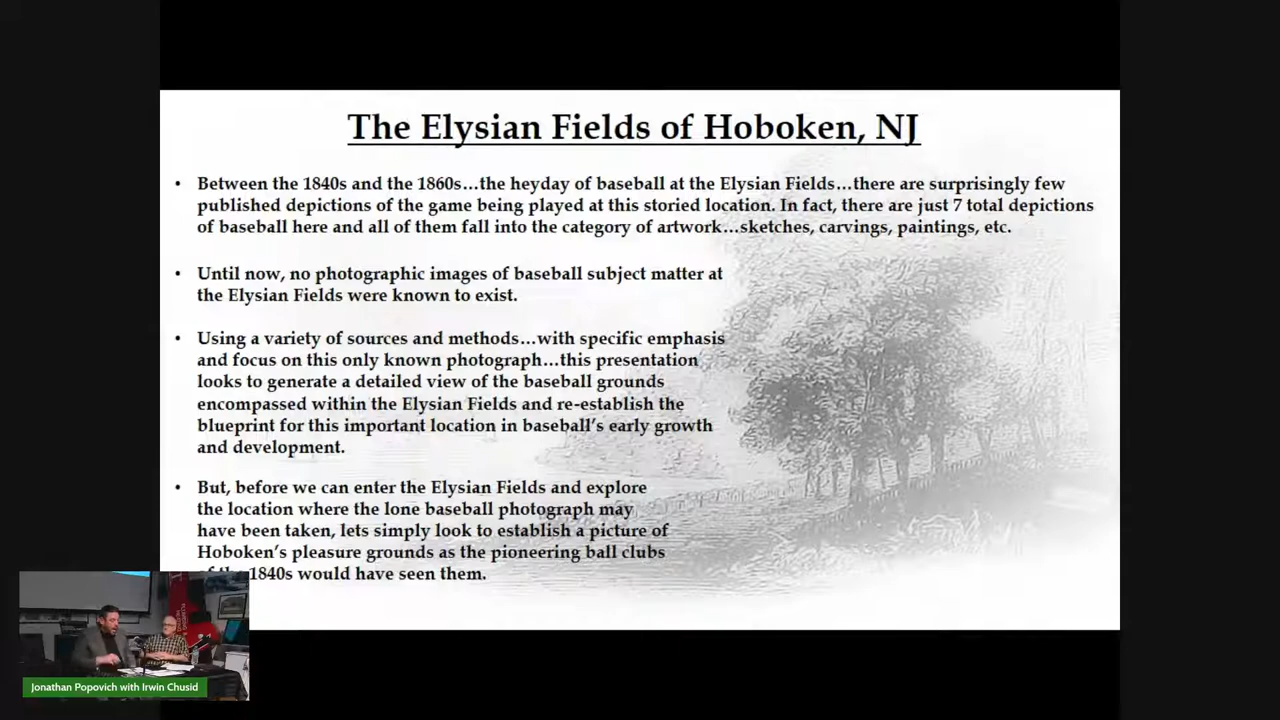 The Elysian Fields of Hoboken, NJ
• Between the 1840s and the 1860s…the heyday of baseball at the Elysian Fields…there are surprisingly few
published depictions of the game being played at this storied location. In fact, there are just 7 total depictions
of baseball here and all of them fall into the category of artwork…sketches, carvings, paintings, etc.
• Until now, no photographic images of baseball subject matter at
the Elysian Fields were known to exist.
• Using a variety of sources and methods…with specific emphasis
and focus on this only known photograph…this presentation
looks to generate a detailed view of the baseball grounds
encompassed within the Elysian Fields and re-establish the
blueprint for this important location in baseball's early growth
and development.
• But, before we can enter the Elysian Fields and explore
the location where the lone baseball photograph may
have been taken, lets simply look to establish a picture of
Hoboken's pleasure grounds as the pioneering ball clubs
of the 1840s would have seen them.
Jonathan Popovich with Irwin Chusid